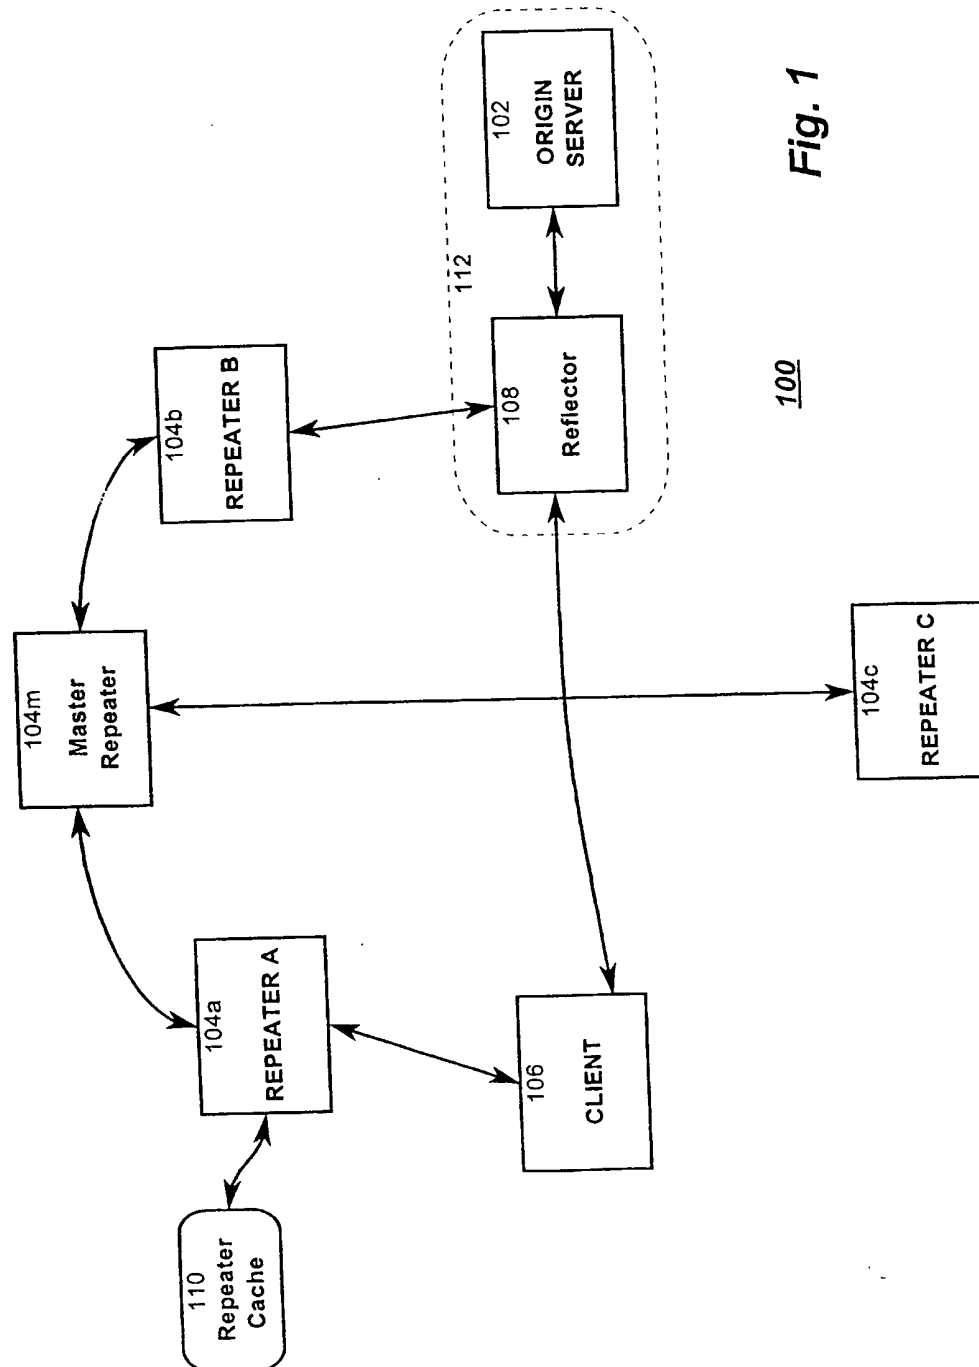 104m
Master
Repeater
110
Repeater
Cache
104a
REPEATER A
104b
REPEATER B
106
CLIENT
108
Reflector
112
102
ORIGIN
SERVER
104c
REPEATER C
100
Fig. 1